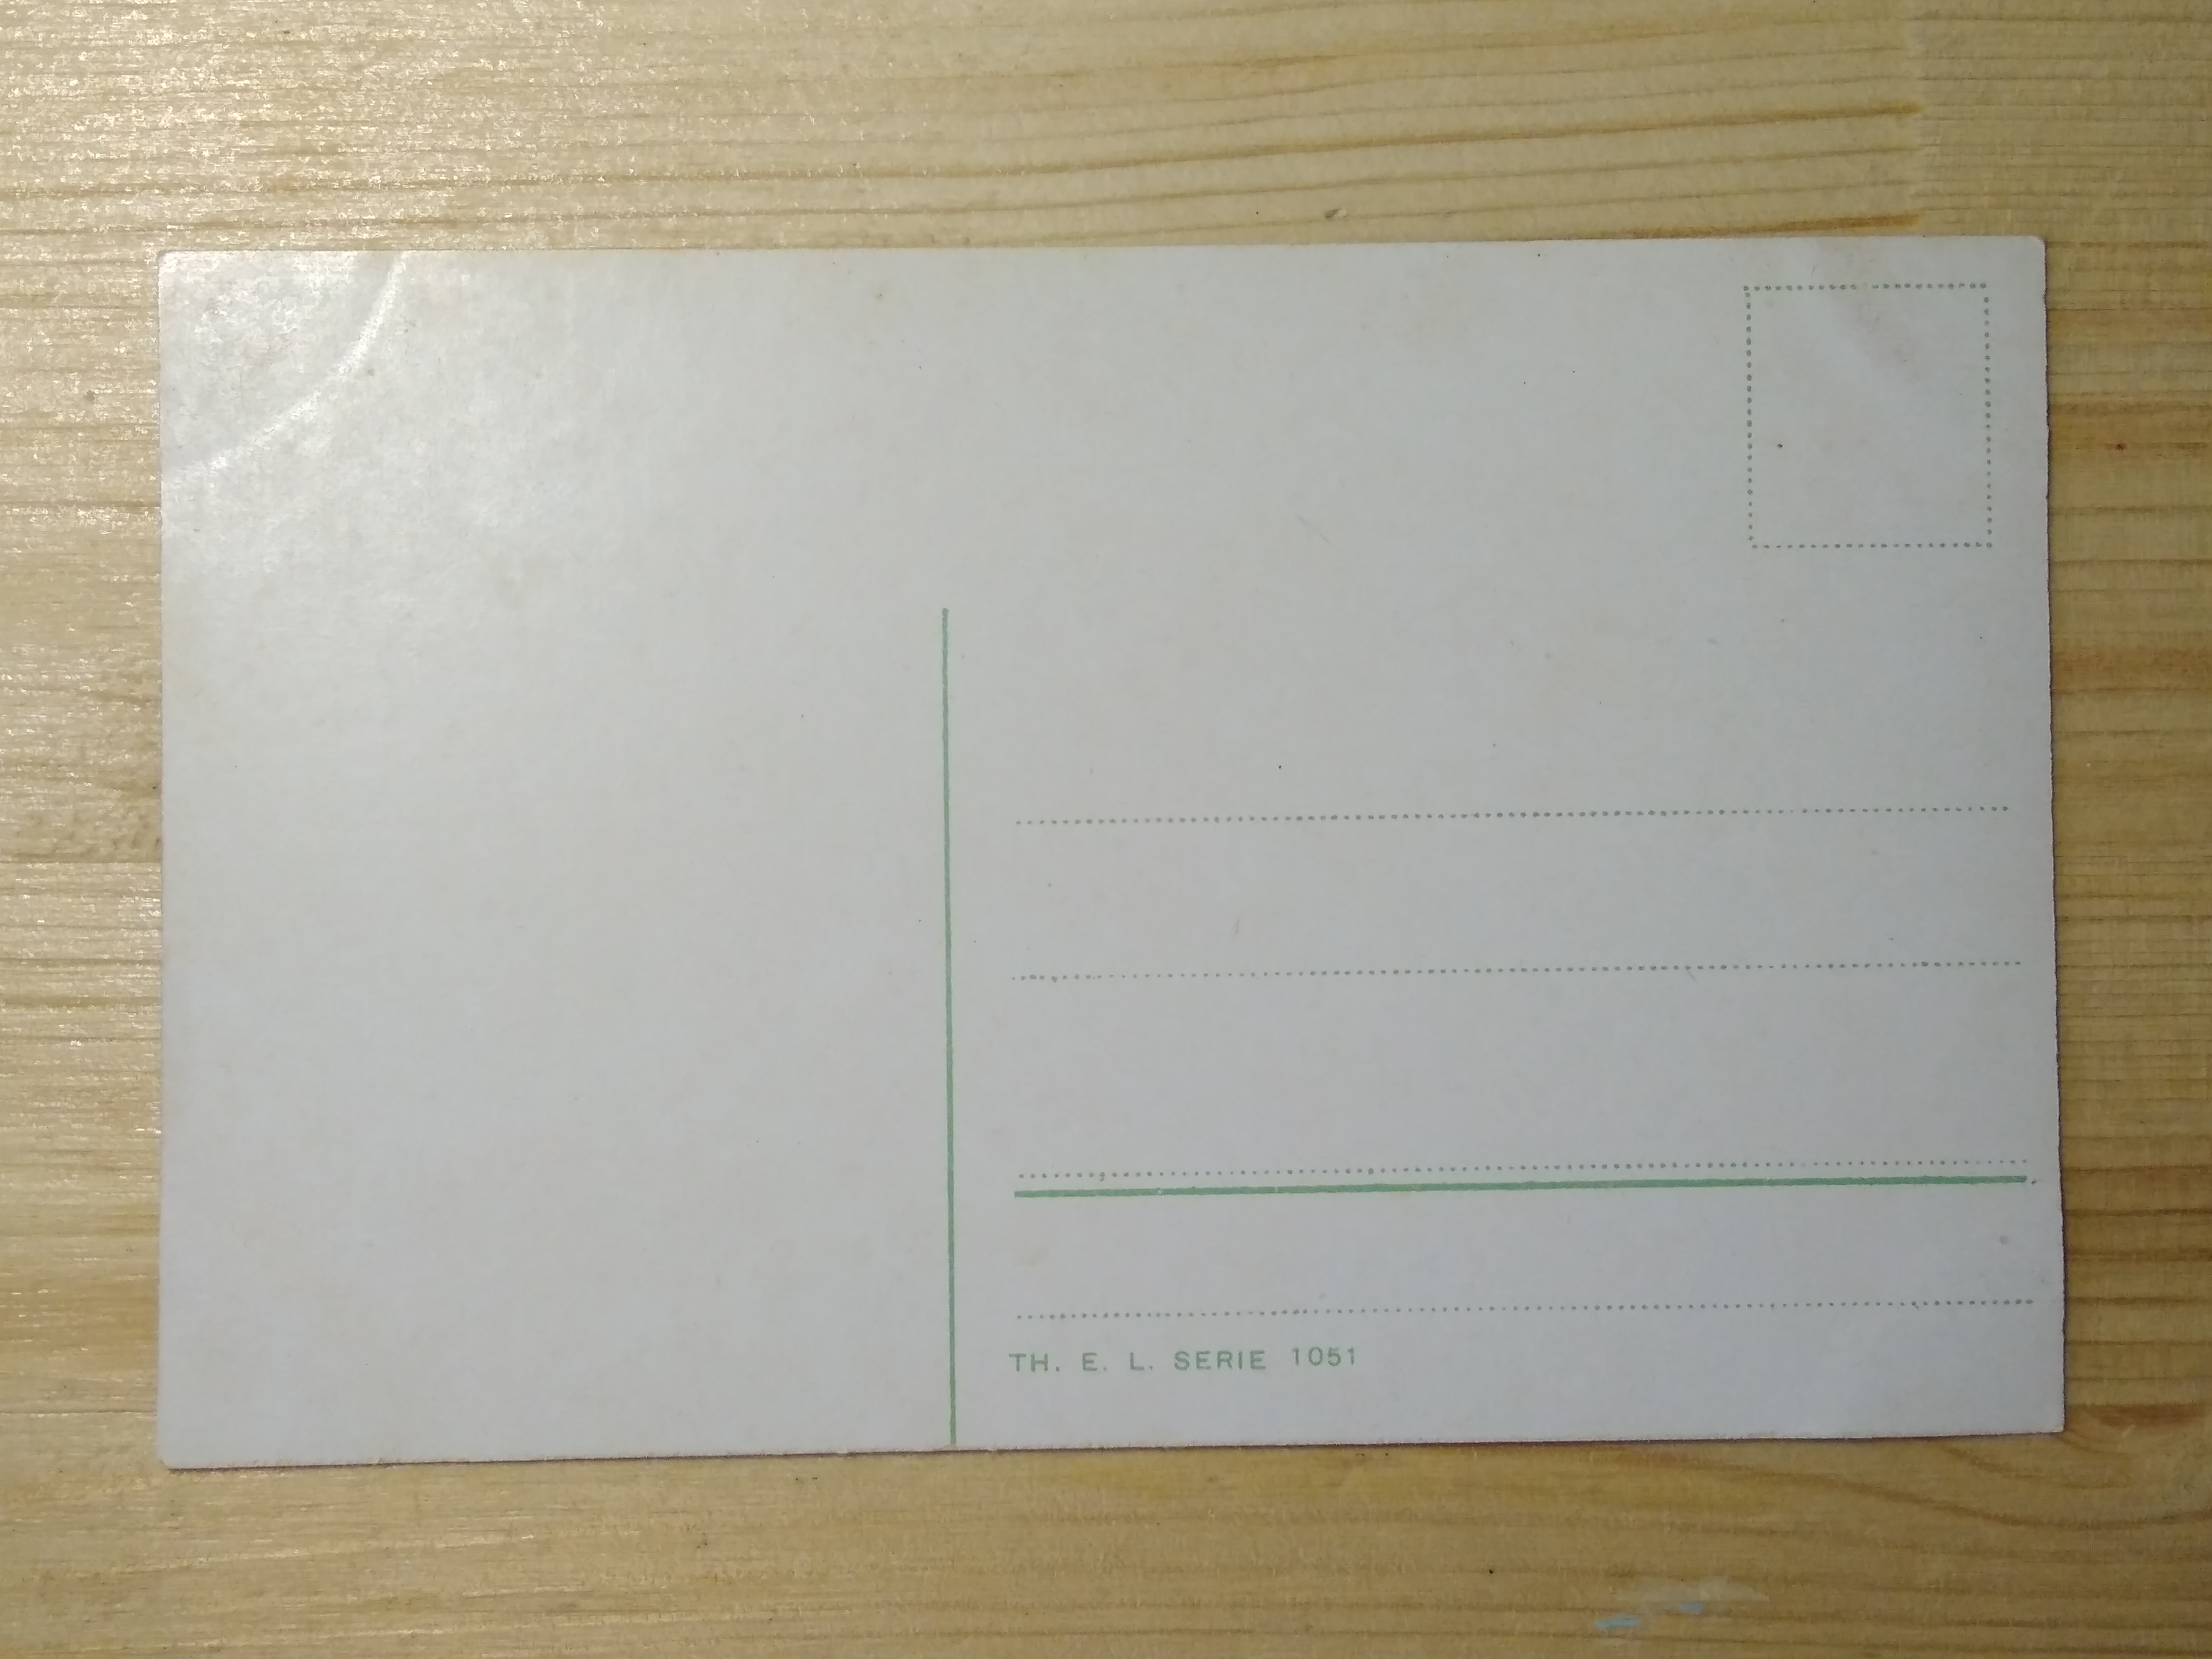 TH. E. L. SERIE 1051